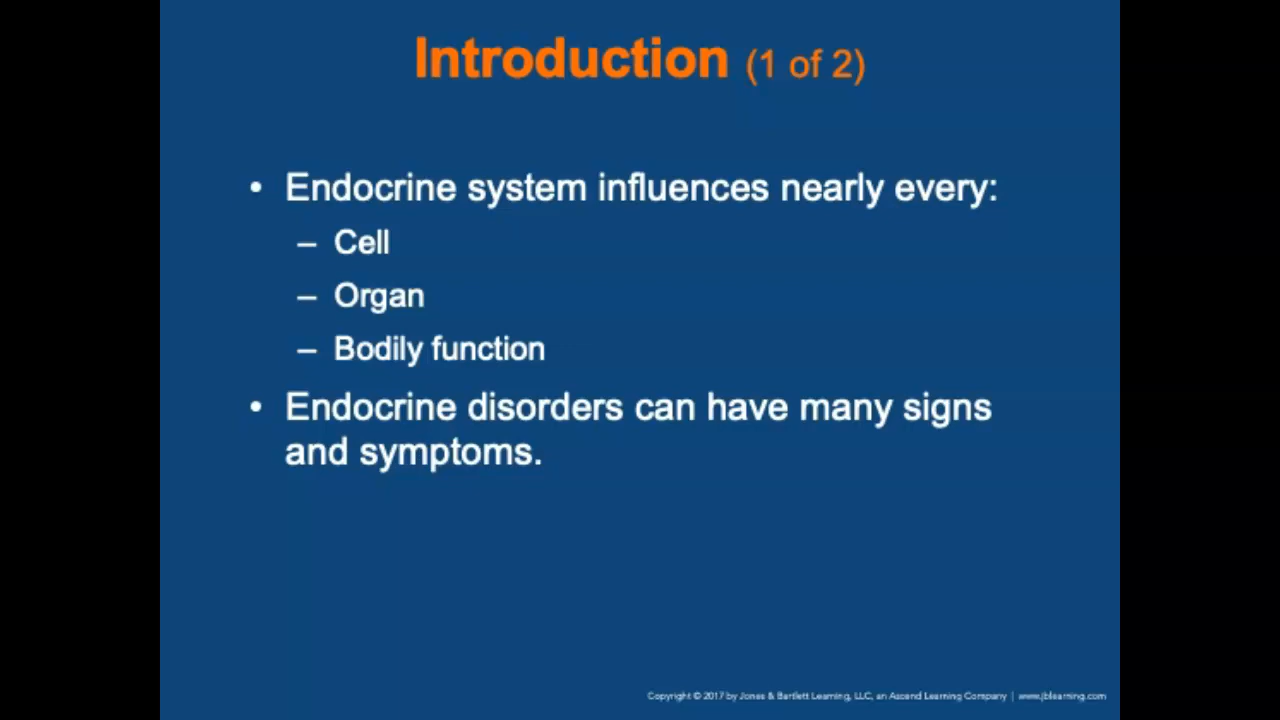 Introduction (1 of 2)
• Endocrine system influences nearly every:
– Cell
– Organ
– Bodily function
• Endocrine disorders can have many signs
and symptoms.
Copyright © 2017 by Jones & Bartlett Learning, LLC, an Ascend Learning Company | www.jblearning.com